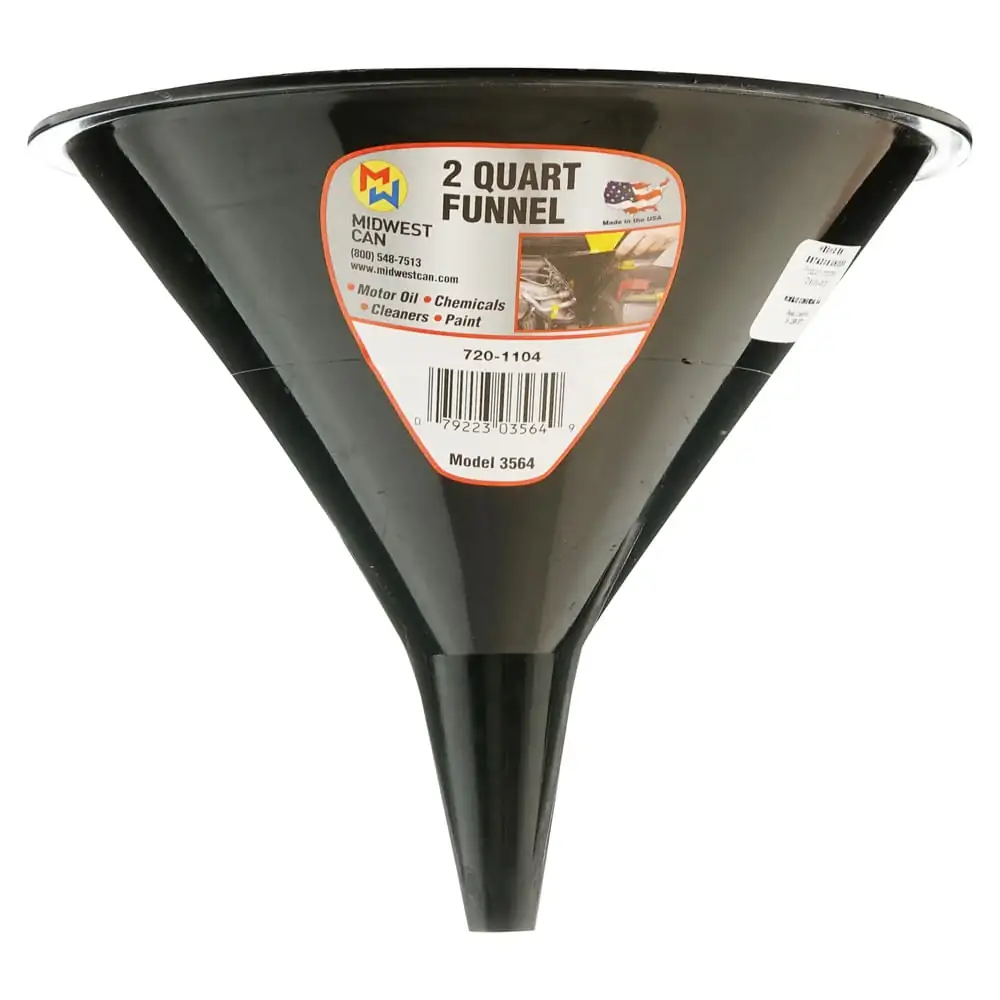 MW
2 QUART
FUNNEL
MIDWEST
CAN
(800) 548-7513
www.midwestcan.com
Made in the USA
• Motor Oil • Chemicals
• Cleaners • Paint
720-1104
0 79223 03564 9
Model 3564